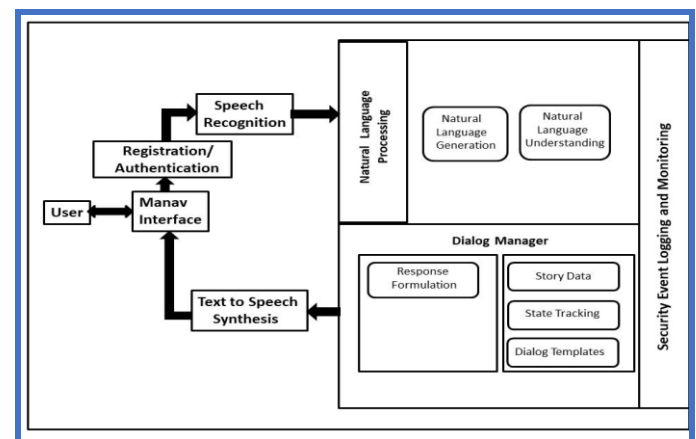 Speech
Recognition
Registration/
Authentication
User
Manav
Interface
Text to Speech
Synthesis
Natural Language
Processing
Natural
Language
Generation
Natural
Language
Understanding
Dialog Manager
Response
Formulation
Story Data
State Tracking
Dialog Templates
Security Event Logging and Monitoring